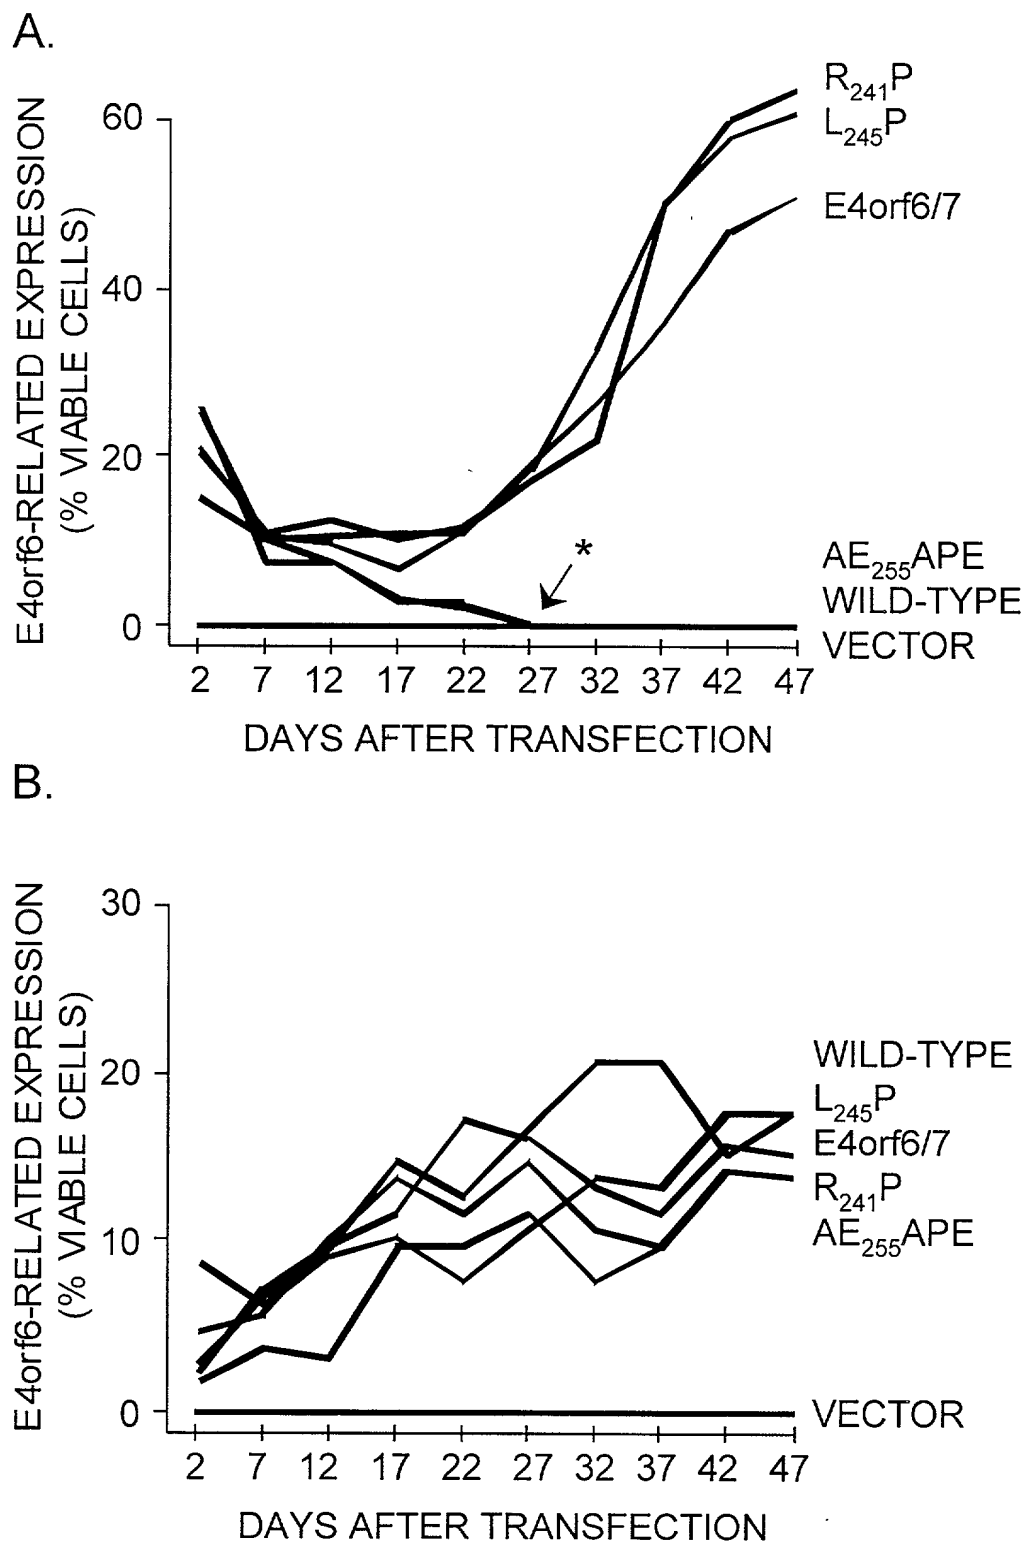 A.
E4orf6-RELATED EXPRESSION
(% VIABLE CELLS)
60
40
20
0
R241P
L245P
E4orf6/7
*
AE255APE
WILD-TYPE
VECTOR
2 7 12 17 22 27 32 37 42 47
DAYS AFTER TRANSFECTION
B.
E4orf6-RELATED EXPRESSION
(% VIABLE CELLS)
30
20
10
0
WILD-TYPE
L245P
E4orf6/7
R241P
AE255APE
VECTOR
2 7 12 17 22 27 32 37 42 47
DAYS AFTER TRANSFECTION